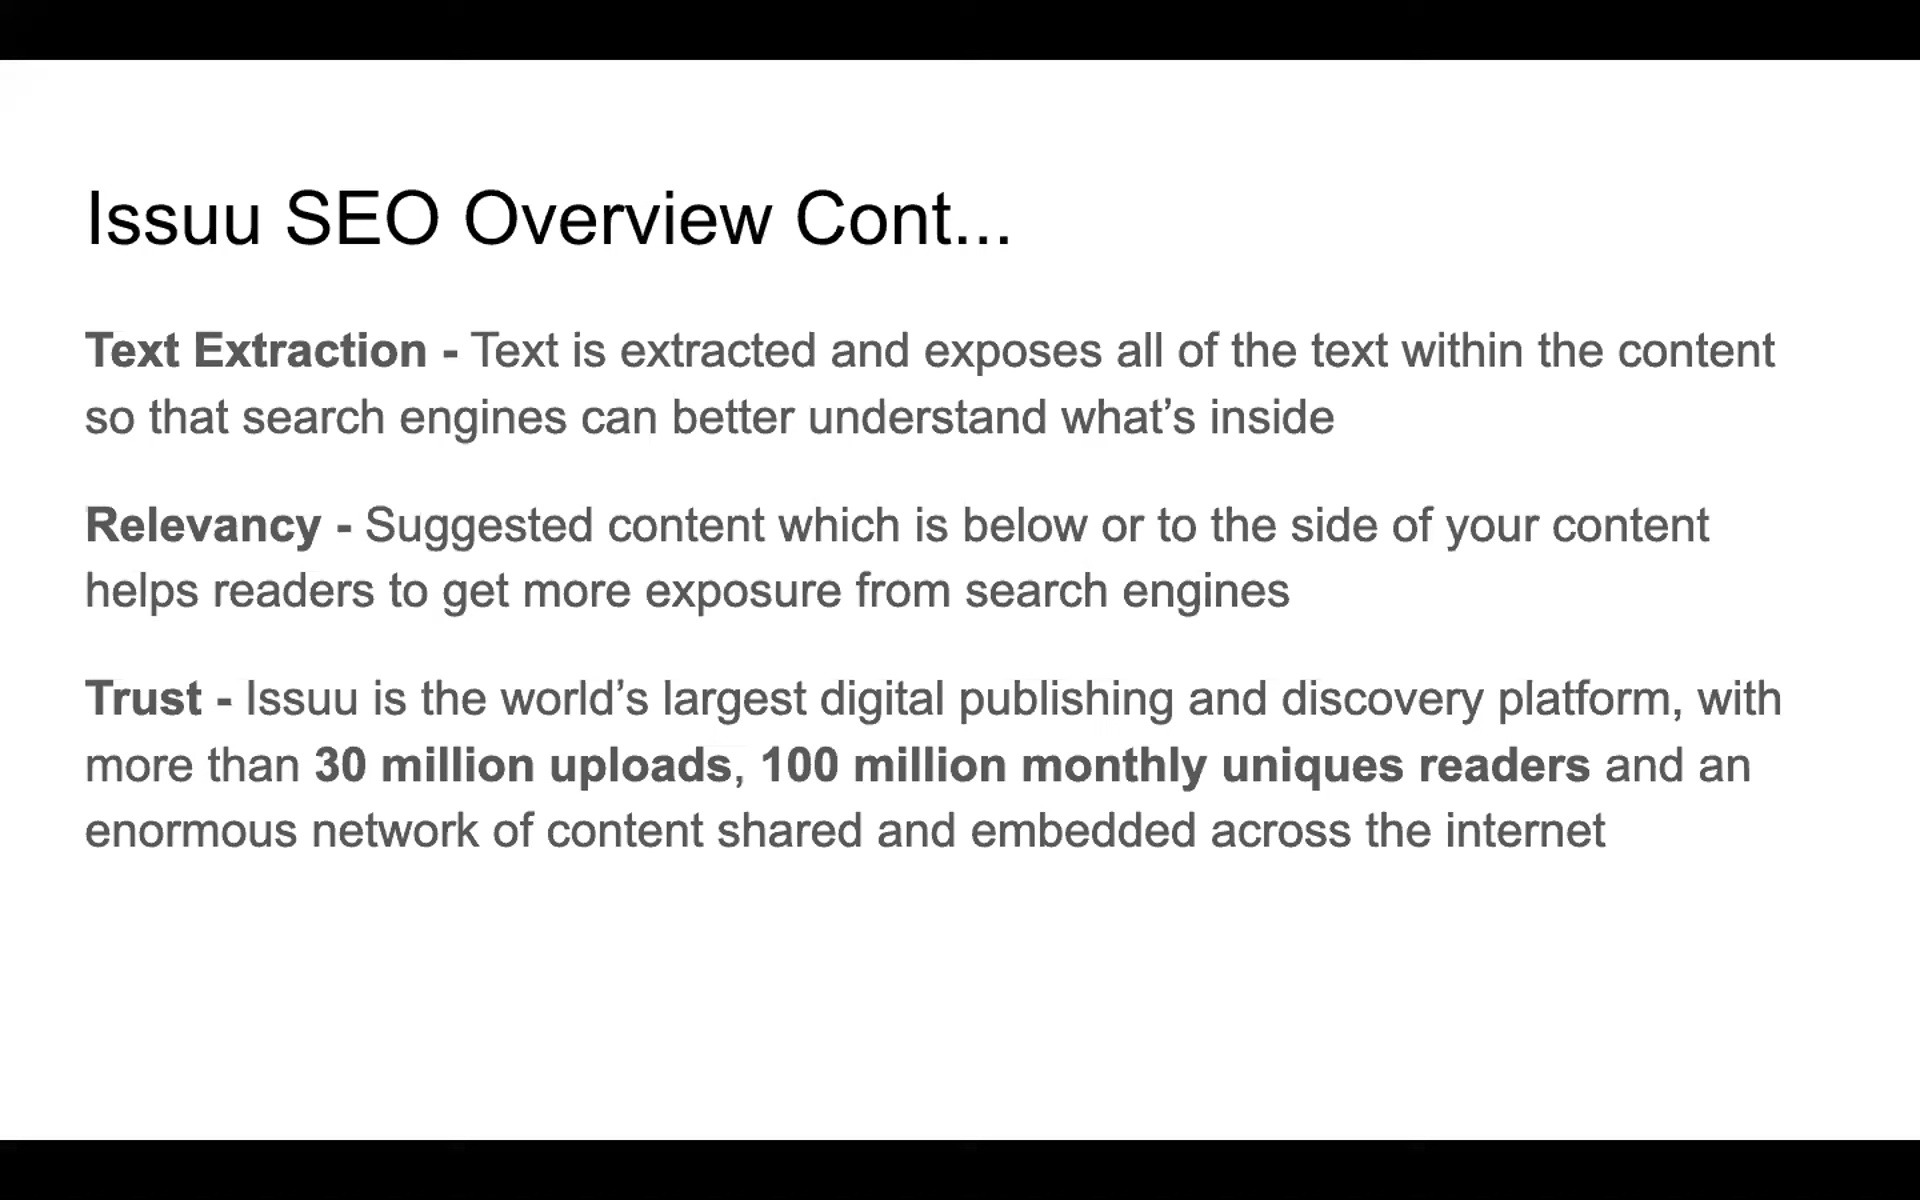 Issuu SEO Overview Cont...
Text Extraction - Text is extracted and exposes all of the text within the content
so that search engines can better understand what’s inside
Relevancy - Suggested content which is below or to the side of your content
helps readers to get more exposure from search engines
Trust - Issuu is the world’s largest digital publishing and discovery platform, with
more than 30 million uploads, 100 million monthly uniques readers and an
enormous network of content shared and embedded across the internet